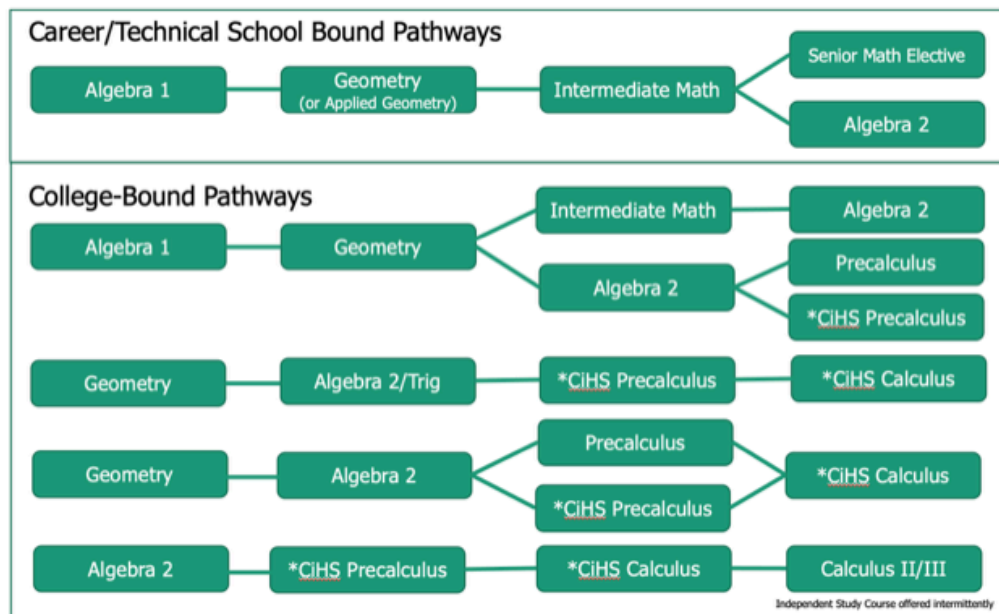 Career/Technical School Bound Pathways
Algebra 1
Geometry
(or Applied Geometry)
Intermediate Math
Senior Math Elective
Algebra 2
College-Bound Pathways
Algebra 1
Geometry
Intermediate Math
Algebra 2
Algebra 2
Precalculus
*CiHS Precalculus
Geometry
Algebra 2/Trig
*CiHS Precalculus
*CiHS Calculus
Geometry
Algebra 2
Precalculus
*CiHS Precalculus
*CiHS Calculus
Algebra 2
*CiHS Precalculus
*CiHS Calculus
Calculus II/III
Independent Study Course offered intermittently